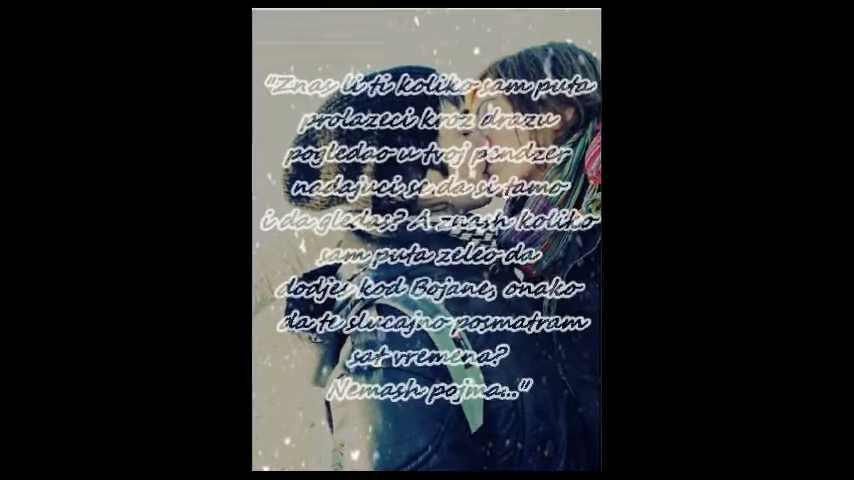 "Znas li ti koliko sam puta
prolazeci kroz drazu
pogledao u tvoj pendzer
nadajuci se da si tamo
i da gledas? A znash koliko
sam puta zeleo da
dodjes kod Bojane, onako
da te slucajno posmatram
sat vremena?
Nemash pojma..."